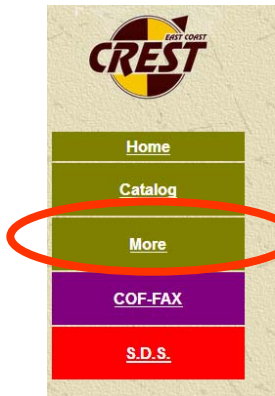 EAST COAST
CREST
Home
Catalog
More
COF-FAX
S.D.S.